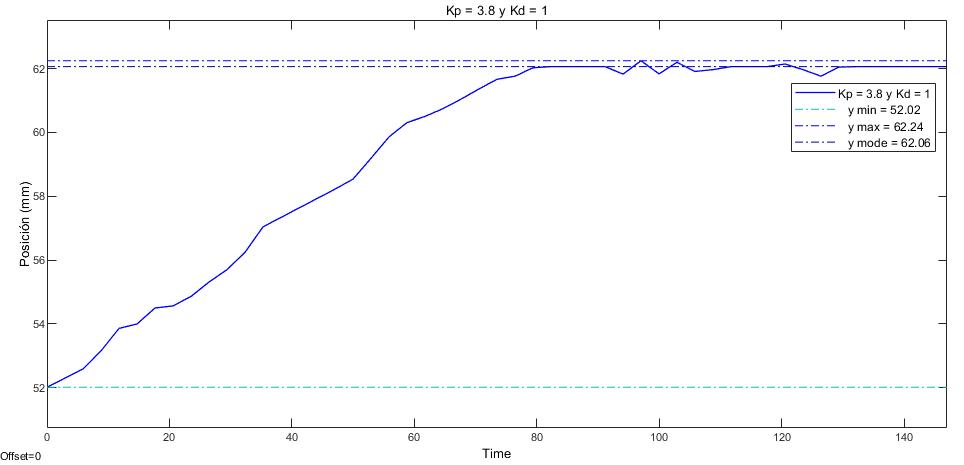 Kp = 3.8 y Kd = 1
Posición (mm)
62
60
58
56
54
52
Kp = 3.8 y Kd = 1
y min = 52.02
y max = 62.24
y mode = 62.06
0 20 40 60 80 100 120 140
Time
Offset=0